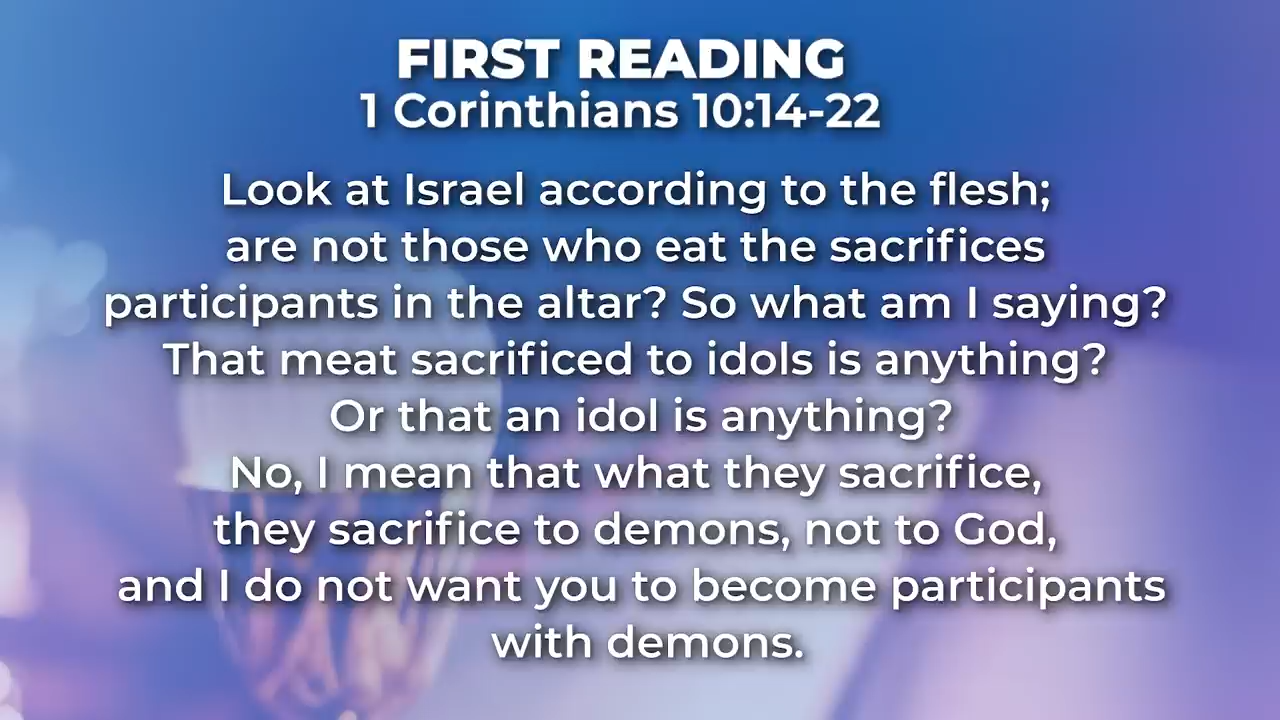 FIRST READING
1 Corinthians 10:14-22
Look at Israel according to the flesh;
are not those who eat the sacrifices
participants in the altar? So what am I saying?
That meat sacrificed to idols is anything?
Or that an idol is anything?
No, I mean that what they sacrifice,
they sacrifice to demons, not to God,
and I do not want you to become participants
with demons.